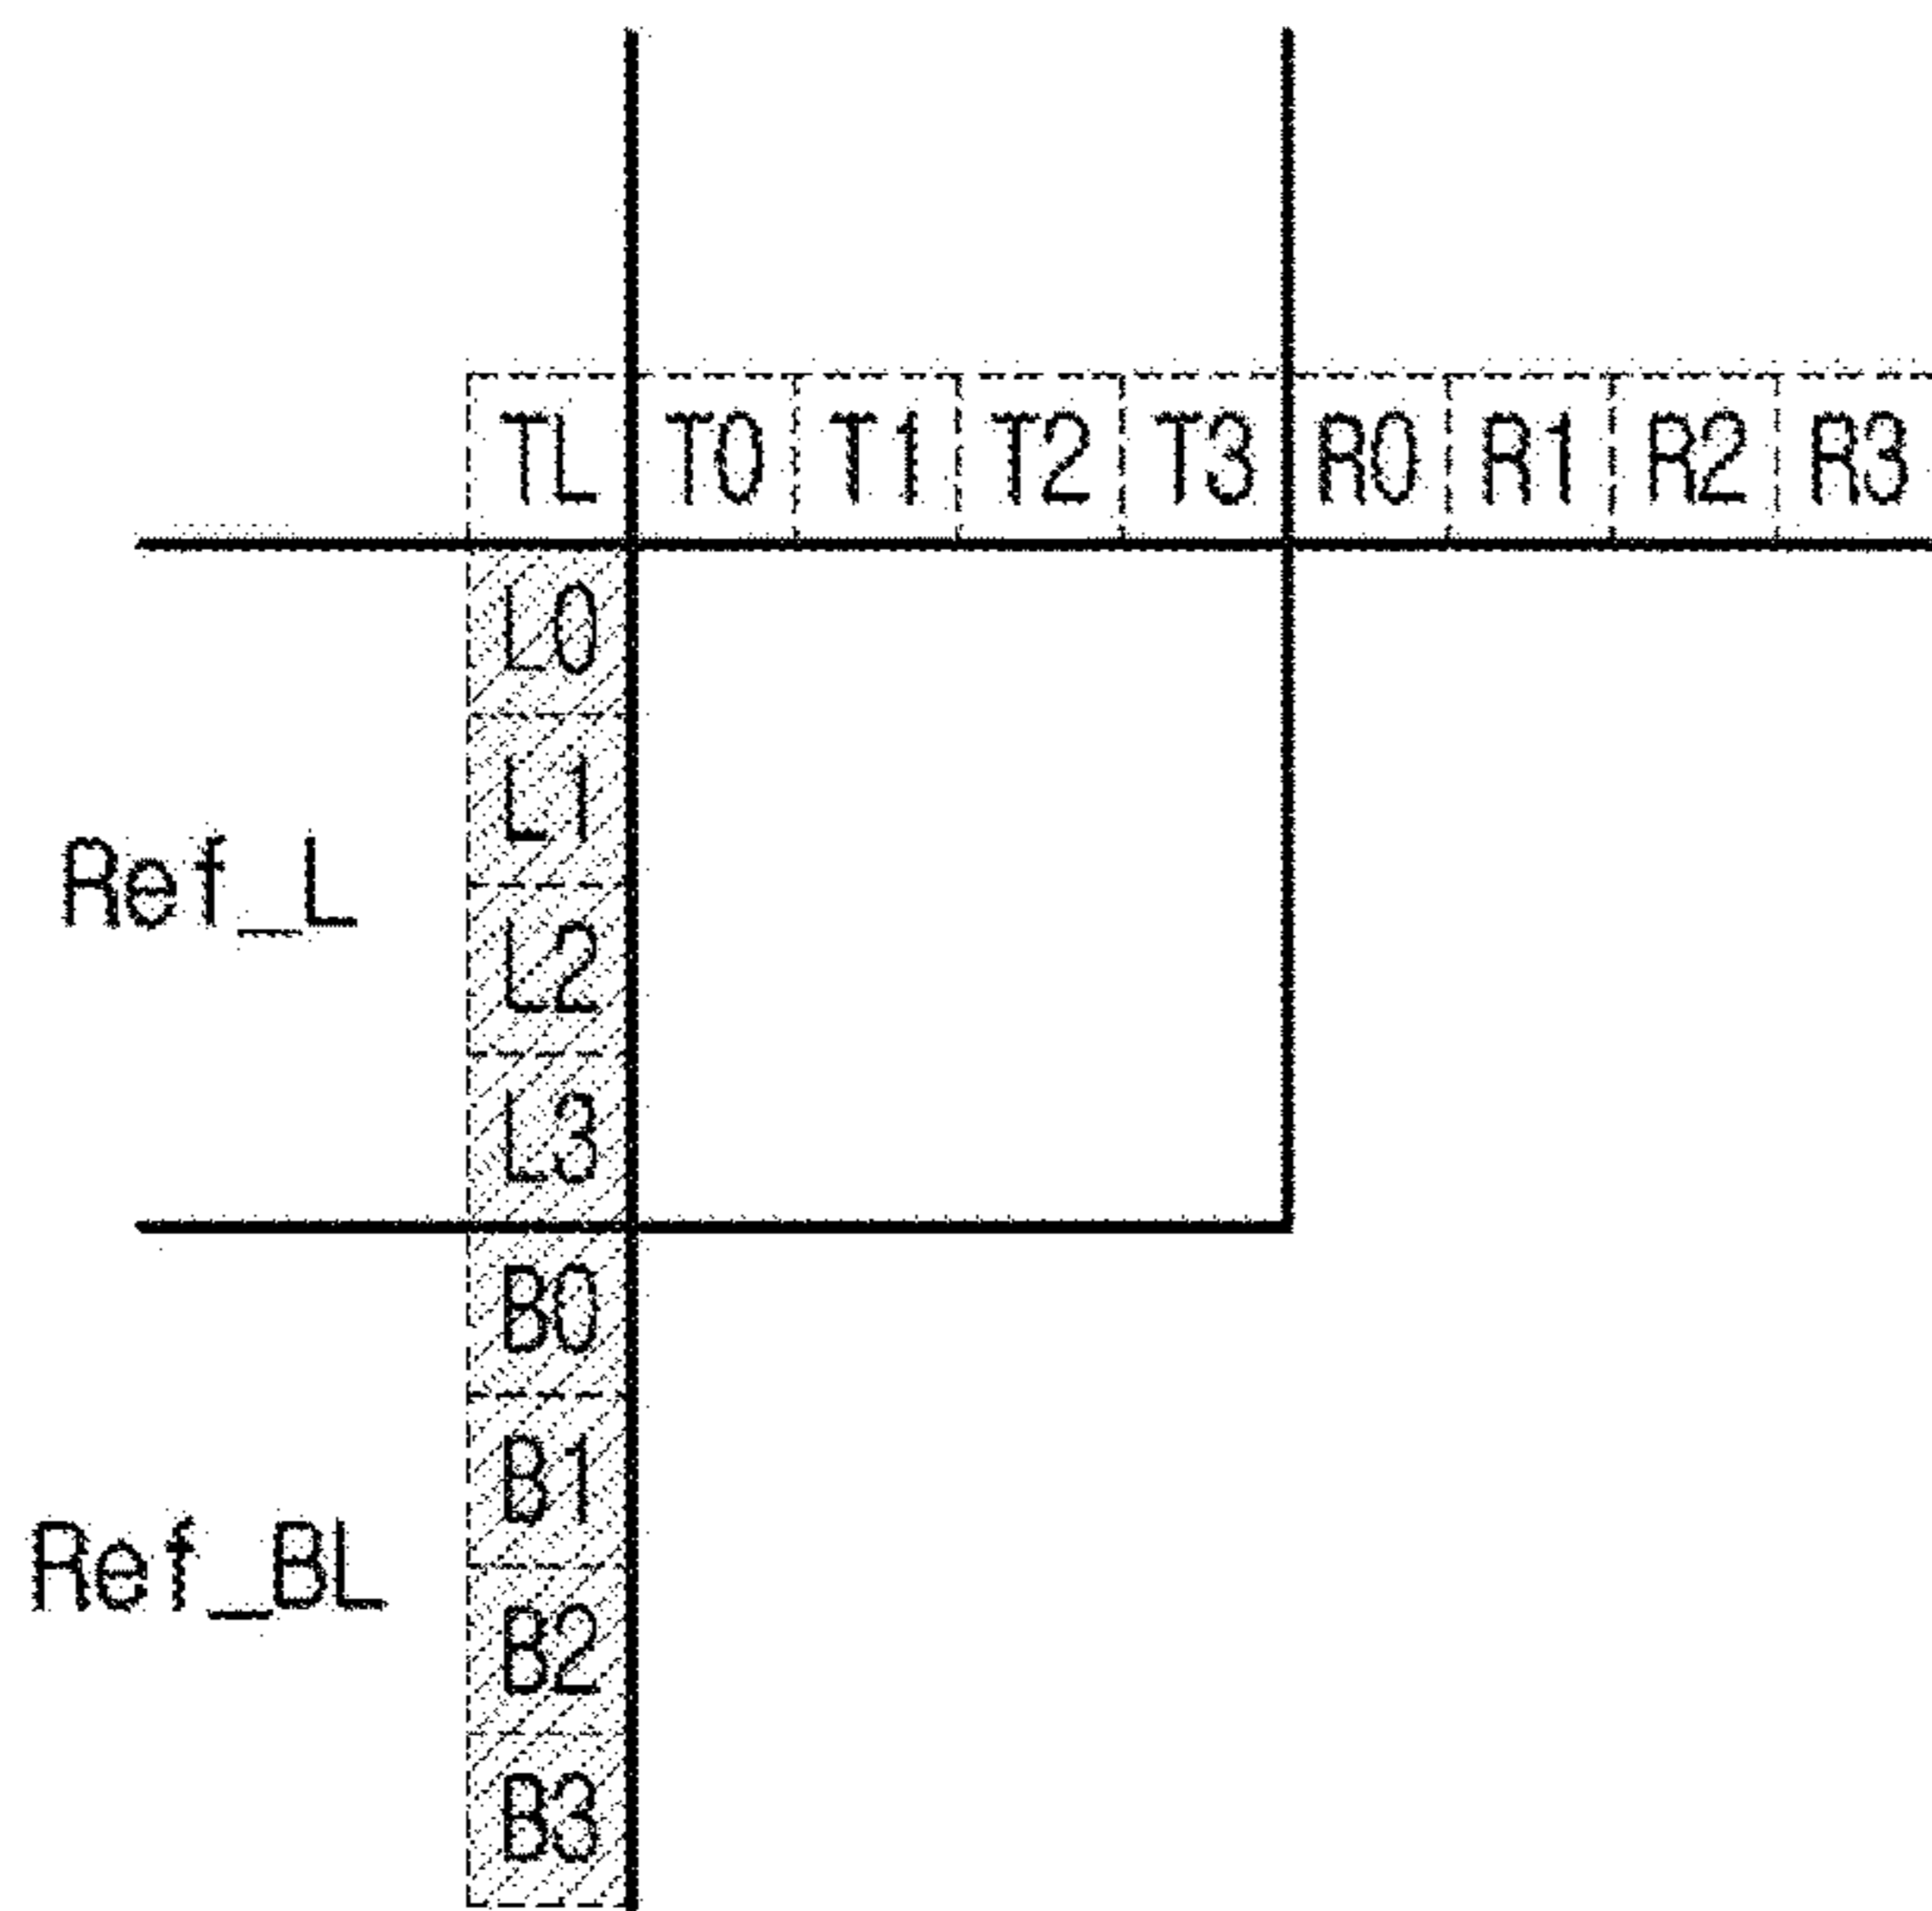 TL T0 T1 T2 T3 R0 R1 R2 R3
L0
L1
Ref_L
L2
L3
B0
B1
Ref_BL
B2
B3